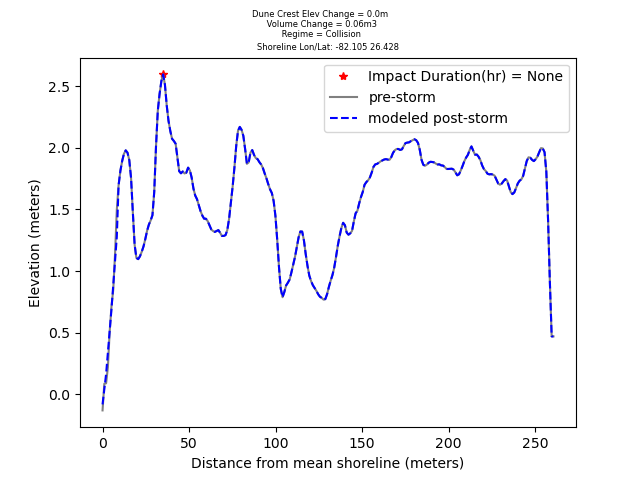 Dune Crest Elev Change = 0.0m
Volume Change = 0.06m3
Regime = Collision
Shoreline Lon/Lat: -82.105 26.428
Impact Duration(hr) = None
pre-storm
modeled post-storm
Elevation (meters)
2.5
2.0
1.5
1.0
0.5
0.0
0 50 100 150 200 250
Distance from mean shoreline (meters)